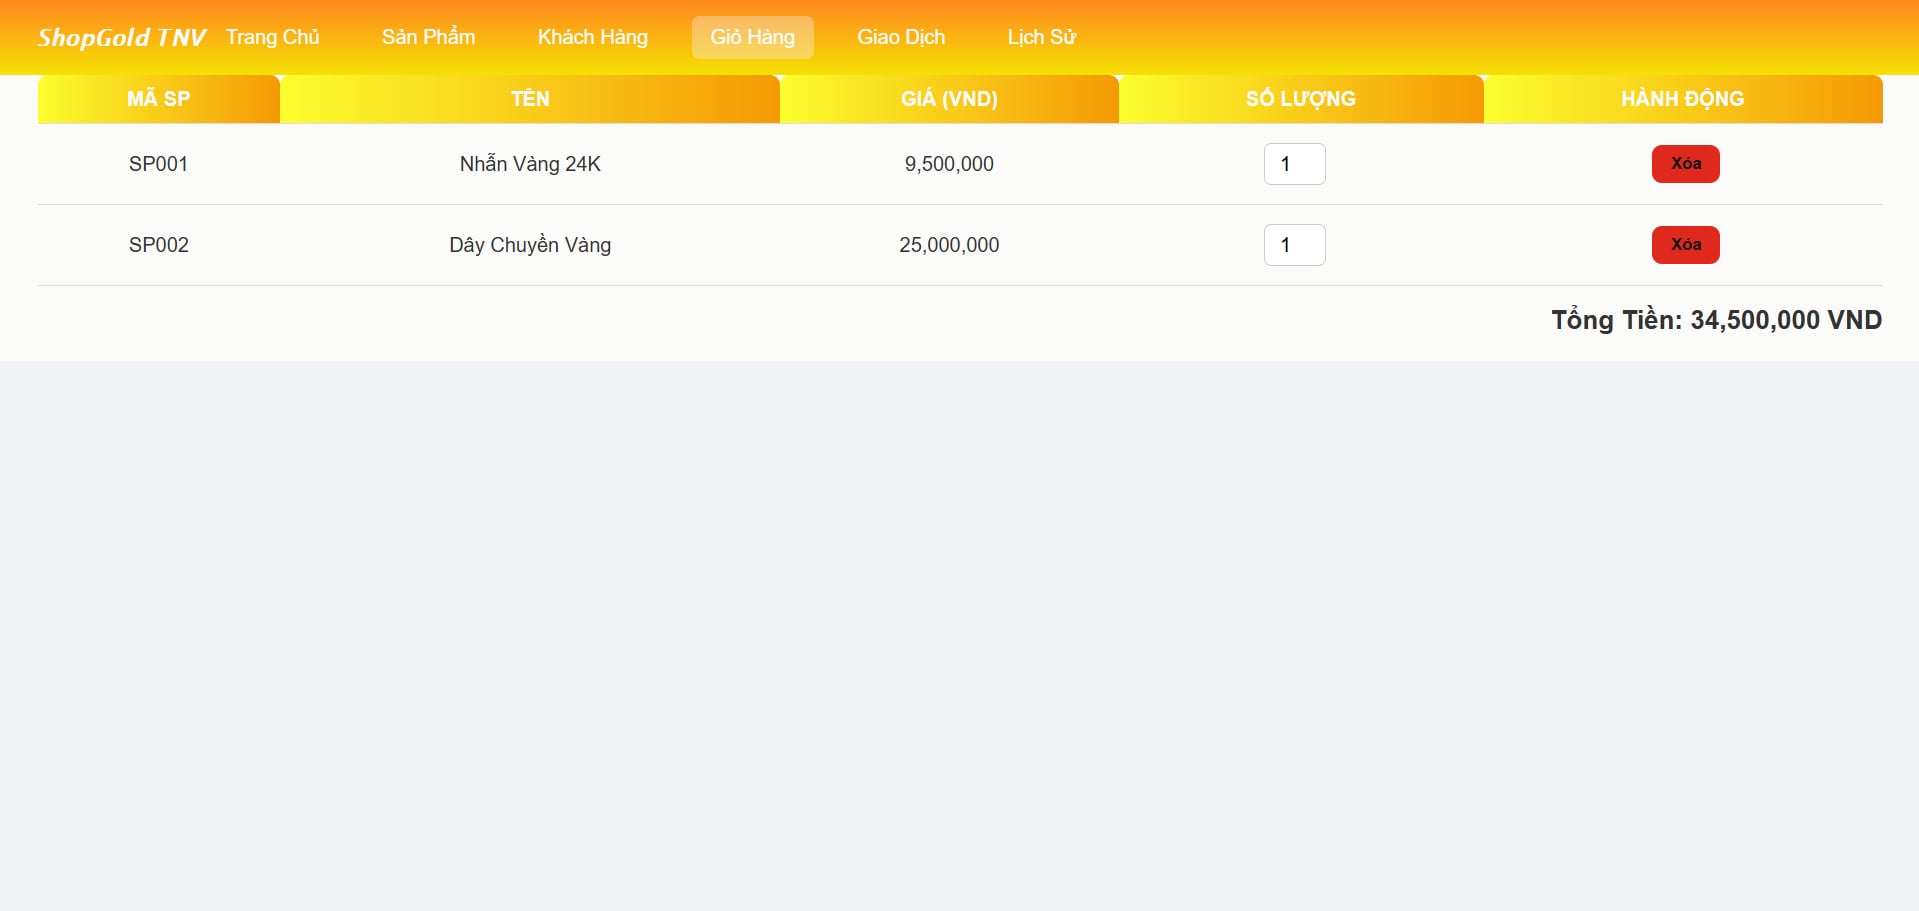 ShopGold TNV Trang Chủ Sản Phẩm Khách Hàng Giỏ Hàng Giao Dịch Lịch Sử
MÃ SP TÊN GIÁ (VND) SỐ LƯỢNG HÀNH ĐỘNG
SP001 Nhẫn Vàng 24K 9,500,000 1 Xóa
SP002 Dây Chuyền Vàng 25,000,000 1 Xóa
Tổng Tiền: 34,500,000 VND